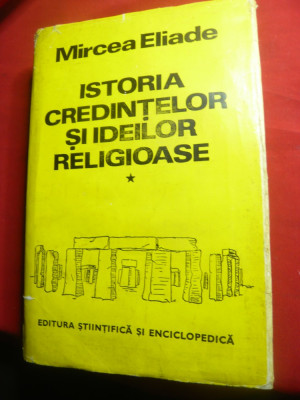 Mircea Eliade
ISTORIA
CREDINȚELOR
ȘI IDEILOR
RELIGIOASE
*
EDITURA ȘTIINȚIFICĂ ȘI ENCICLOPEDICĂ